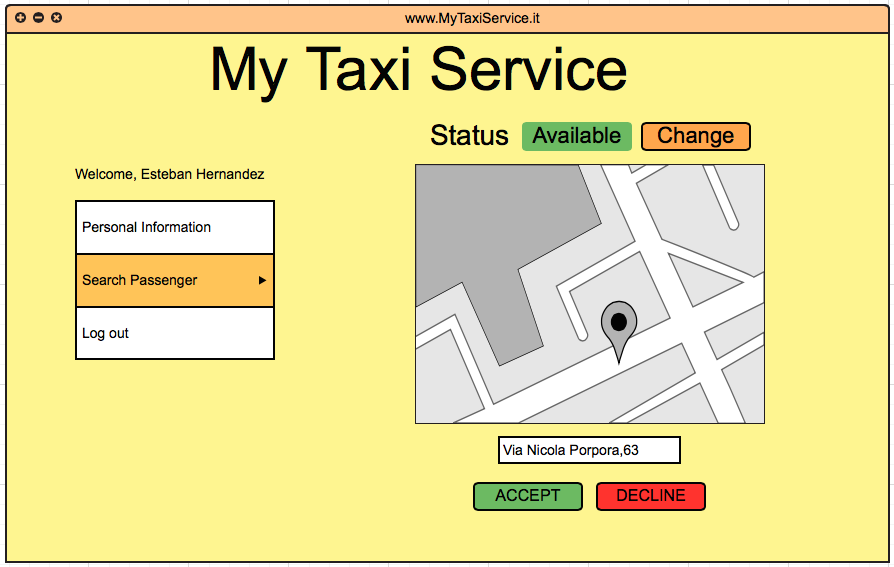 www.MyTaxiService.it
My Taxi Service
Status Available Change
Welcome, Esteban Hernandez
Personal Information
Search Passenger
Log out
Via Nicola Porpora,63
ACCEPT DECLINE